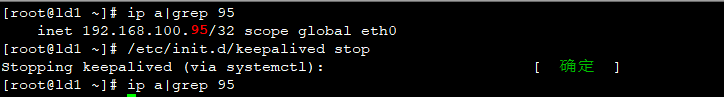 [root@ld1 ~]# ip a|grep 95
    inet 192.168.100.95/32 scope global eth0
[root@ld1 ~]# /etc/init.d/keepalived stop
Stopping keepalived (via systemctl):                       [  确定  ]
[root@ld1 ~]# ip a|grep 95